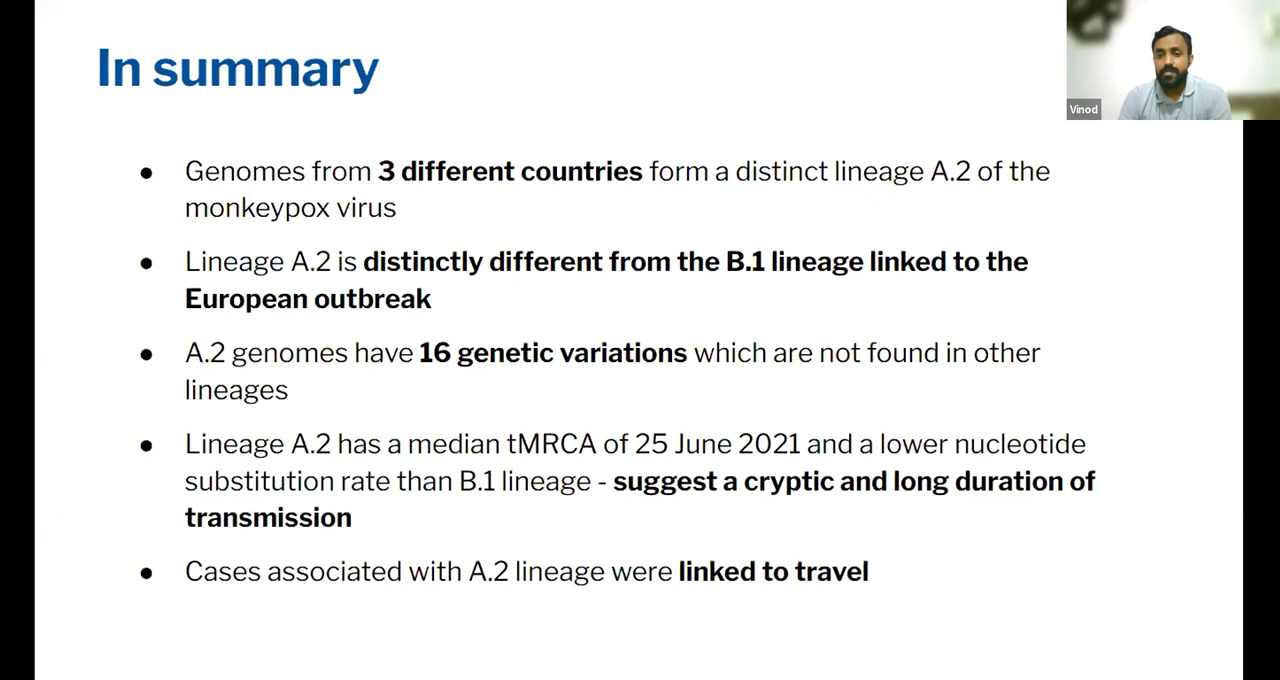 In summary
Vinod
● Genomes from 3 different countries form a distinct lineage A.2 of the
monkeypox virus
● Lineage A.2 is distinctly different from the B.1 lineage linked to the
European outbreak
● A.2 genomes have 16 genetic variations which are not found in other
lineages
● Lineage A.2 has a median tMRCA of 25 June 2021 and a lower nucleotide
substitution rate than B.1 lineage - suggest a cryptic and long duration of
transmission
● Cases associated with A.2 lineage were linked to travel